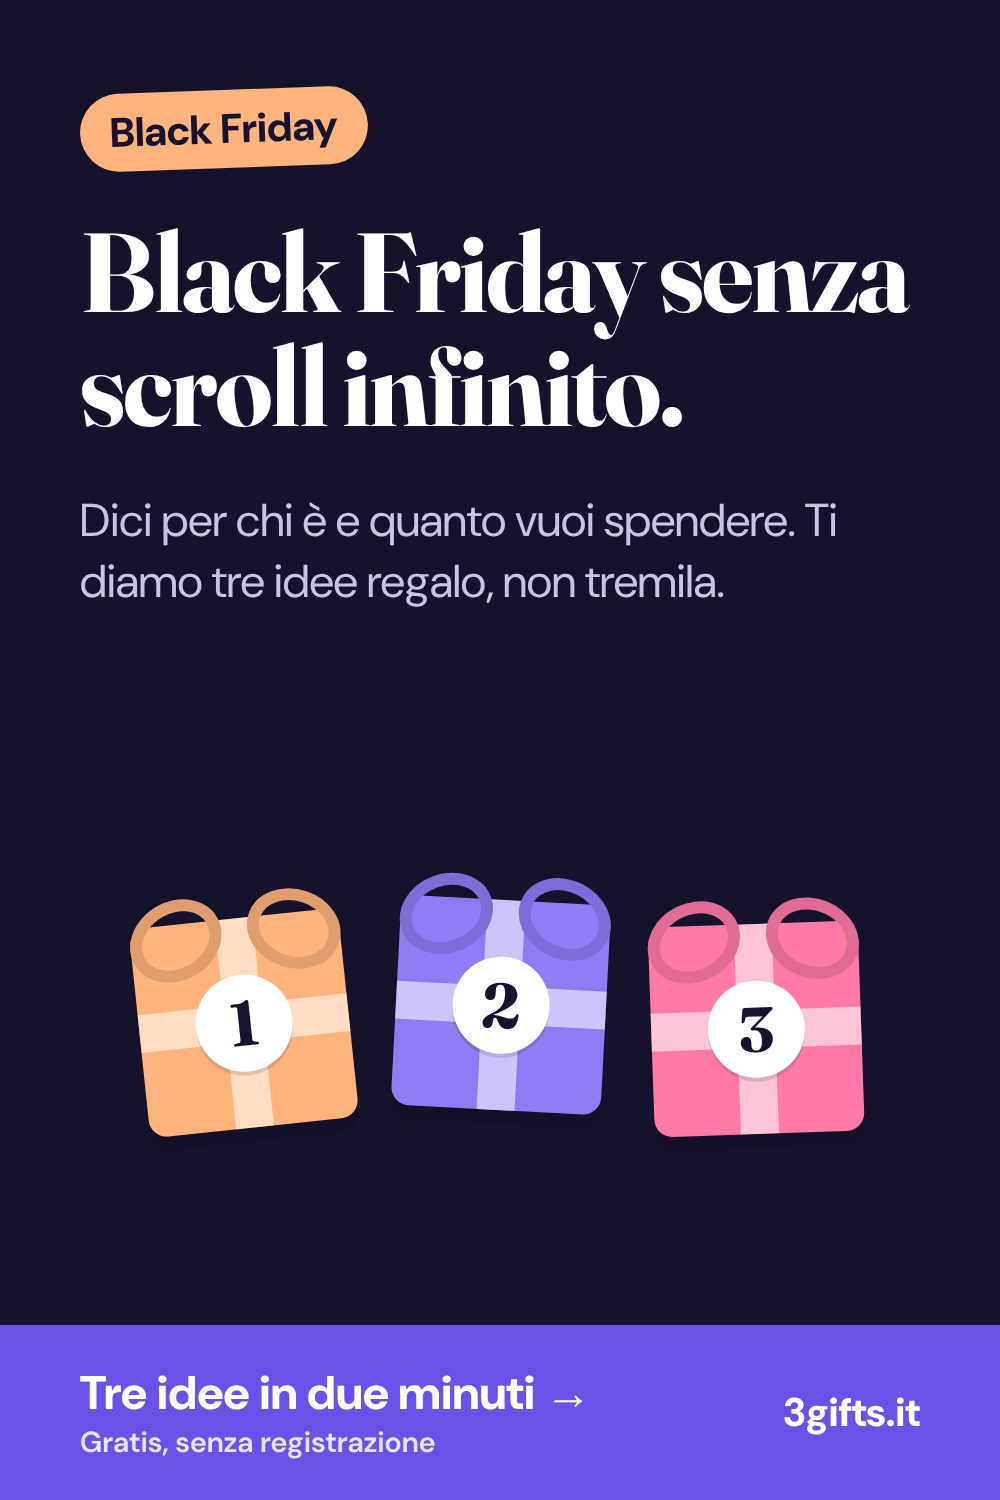 Black Friday
Black Friday senza
scroll infinito.
Dici per chi è e quanto vuoi spendere. Ti
diamo tre idee regalo, non tremila.
1
2
3
Tre idee in due minuti →
Gratis, senza registrazione
3gifts.it